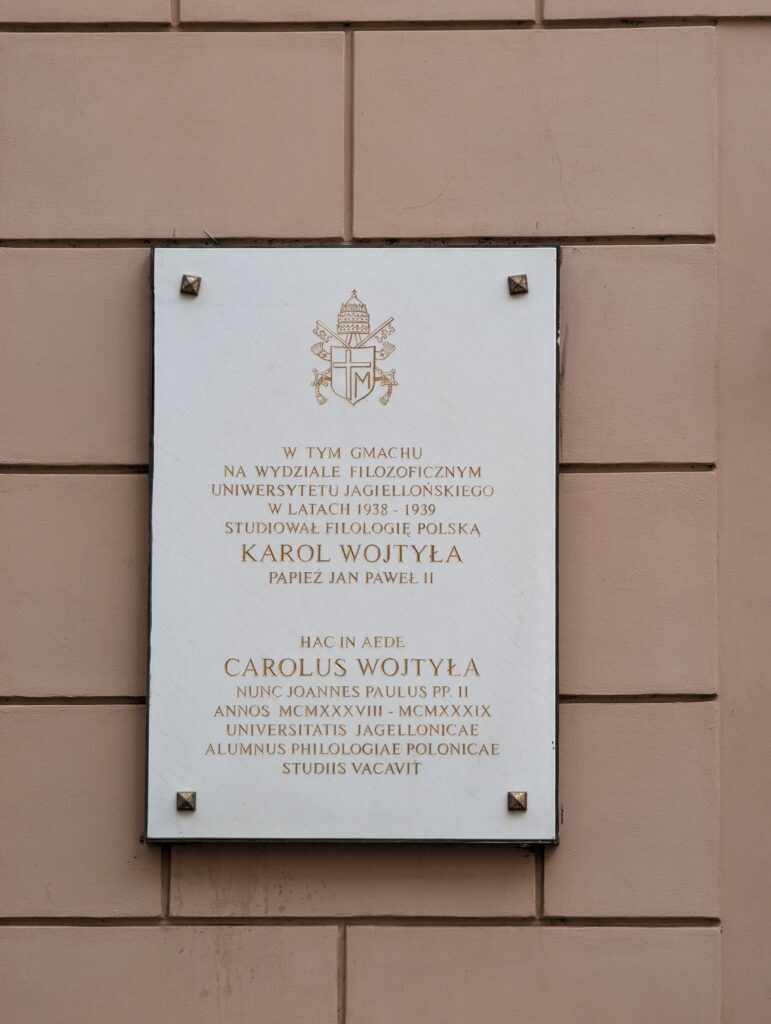 M
W TYM GMACHU
NA WYDZIALE FILOZOFICZNYM
UNIWERSYTETU JAGIELLOŃSKIEGO
W LATACH 1938 - 1939
STUDIOWAŁ FILOLOGIĘ POLSKĄ
KAROL WOJTYŁA
PAPIEŻ JAN PAWEŁ II
HAC IN AEDE
CAROLUS WOJTYŁA
NUNC JOANNES PAULUS PP. II
ANNOS MCMXXXVIII - MCMXXXIX
UNIVERSITATIS JAGELLONICAE
ALUMNUS PHILOLOGIAE POLONICAE
STUDIIS VACAVIT